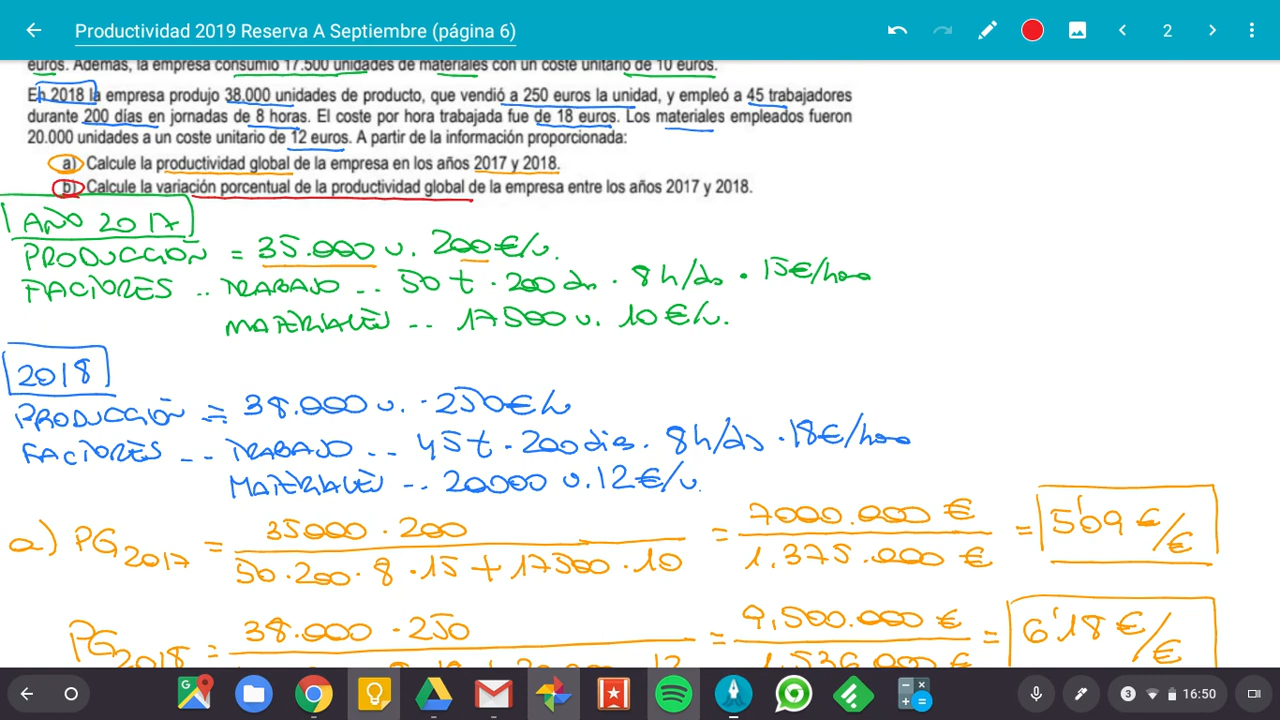 Productividad 2019 Reserva A Septiembre (página 6)
2
euros. Además, la empresa consumió 17.500 unidades de materiales con un coste unitario de 10 euros.
En 2018 la empresa produjo 38.000 unidades de producto, que vendió a 250 euros la unidad, y empleó a 45 trabajadores
durante 200 días en jornadas de 8 horas. El coste por hora trabajada fue de 18 euros. Los materiales empleados fueron
20.000 unidades a un coste unitario de 12 euros. A partir de la información proporcionada:
a) Calcule la productividad global de la empresa en los años 2017 y 2018.
b) Calcule la variación porcentual de la productividad global de la empresa entre los años 2017 y 2018.
AÑO 2017
PRODUCCIÓN = 35.000 u. 200€/u.
FACTORES .. TRABAJO .. 50 t · 200 días · 8 h/día · 15€/hora
MATERIALES .. 17500 u. 10€/u.
2018
PRODUCCIÓN = 38.000 u. · 250€/u
FACTORES .. TRABAJO .. 45 t · 200 días · 8h/día · 18€/hora
MATERIALES .. 20000 u. 12€/u.
a) PG2017 = 35000 · 200 / 50·200·8·15 + 17500·10 = 7000.000 € / 1.375.000 € = 5'09 €/€
PG2018 = 38.000 · 250 = 9,500.000 € / 1.536.000 € = 6'18 €/€
3 16:50